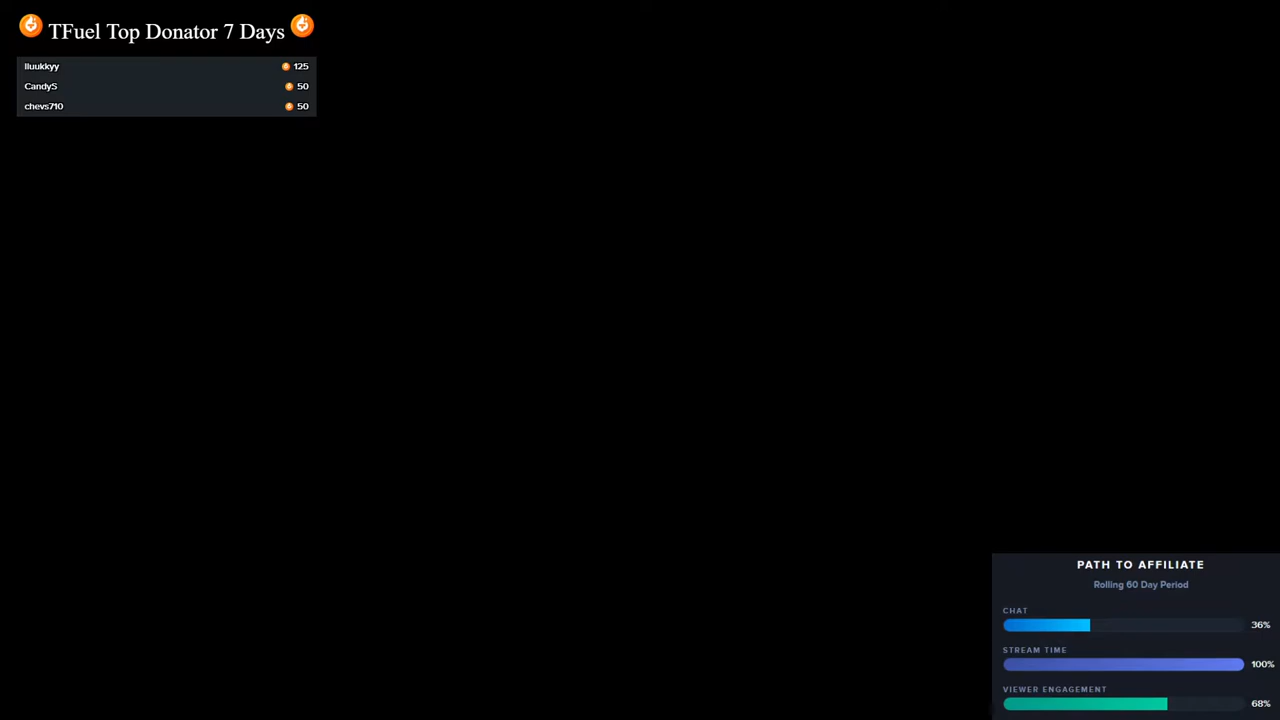 TFuel Top Donator 7 Days
lluukkyy 125
CandyS 50
chevs710 50
PATH TO AFFILIATE
Rolling 60 Day Period
CHAT
36%
STREAM TIME
100%
VIEWER ENGAGEMENT
68%